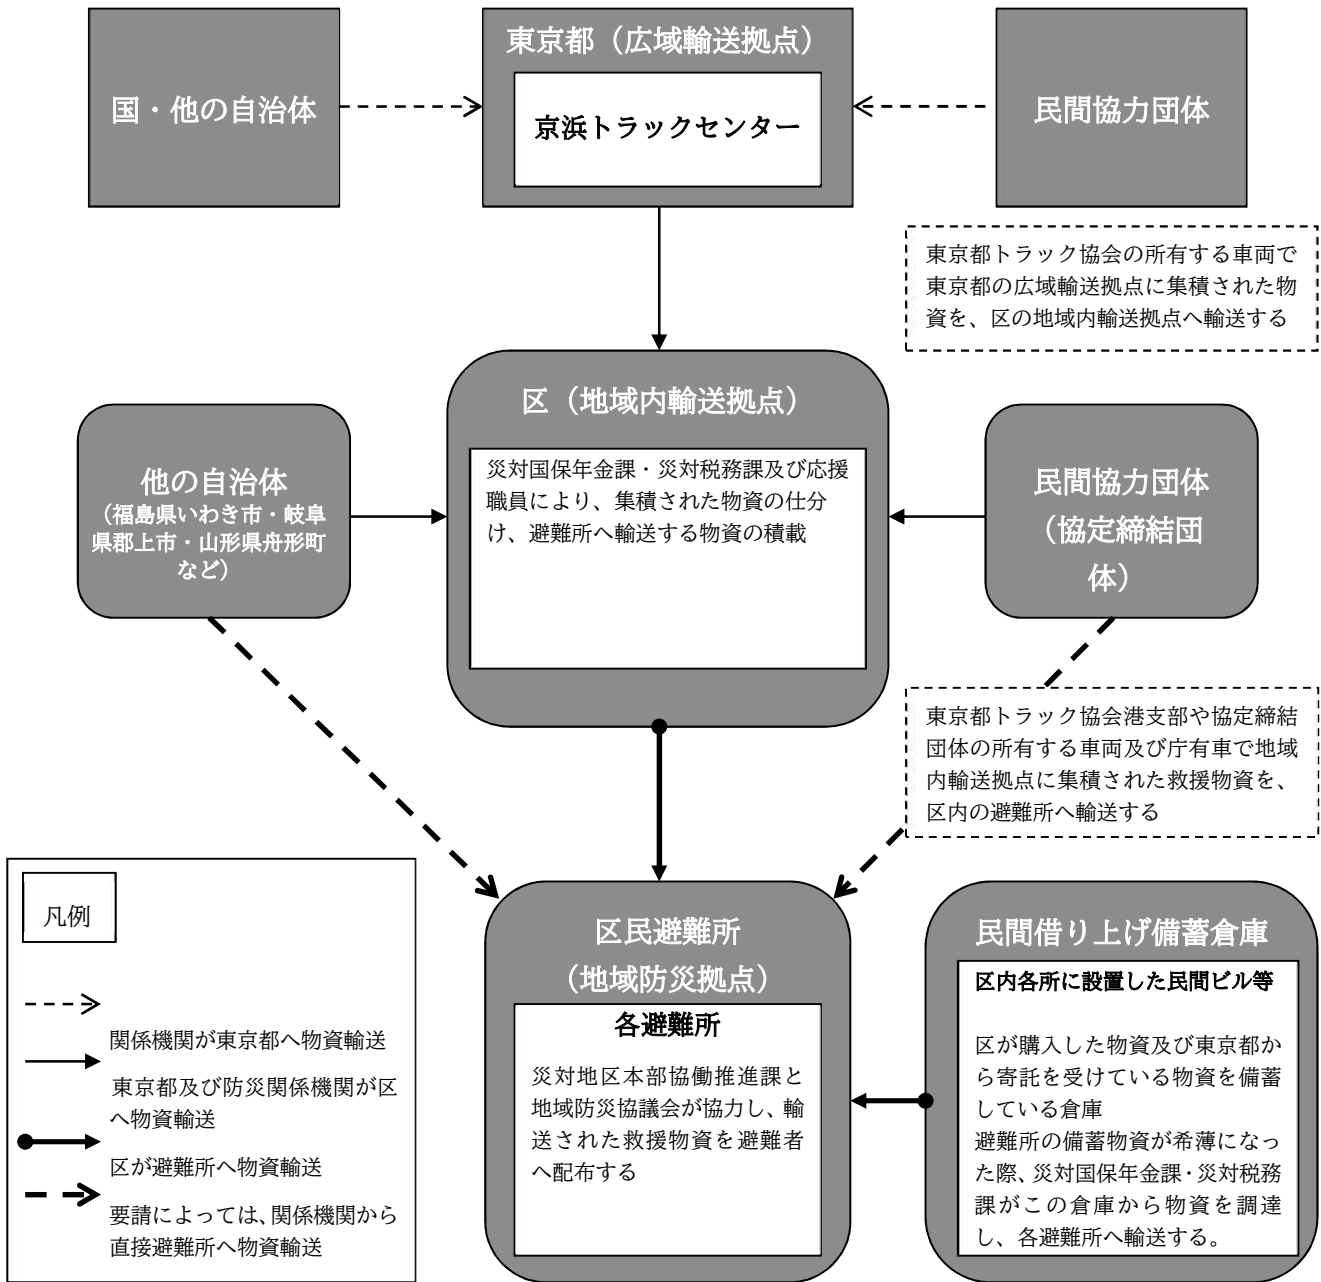 国・他の自治体
東京都（広域輸送拠点）
京浜トラックセンター
民間協力団体
東京都トラック協会の所有する車両で
東京都の広域輸送拠点に集積された物
資を、区の地域内輸送拠点へ輸送する
他の自治体
（福島県いわき市・岐阜
県郡上市・山形県舟形町
など）
区（地域内輸送拠点）
災対国保年金課・災対税務課及び応援
職員により、集積された物資の仕分
け、避難所へ輸送する物資の積載
民間協力団体
（協定締結団
体）
東京都トラック協会港支部や協定締結
団体の所有する車両及び庁有車で地域
内輸送拠点に集積された救援物資を、
区内の避難所へ輸送する
凡例
関係機関が東京都へ物資輸送
東京都及び防災関係機関が区
へ物資輸送
区が避難所へ物資輸送
要請によっては、関係機関から
直接避難所へ物資輸送
区民避難所
（地域防災拠点）
各避難所
災対地区本部協働推進課と
地域防災協議会が協力し、輸
送された救援物資を避難者
へ配布する
民間借り上げ備蓄倉庫
区内各所に設置した民間ビル等
区が購入した物資及び東京都か
ら寄託を受けている物資を備蓄
している倉庫
避難所の備蓄物資が希薄になっ
た際、災対国保年金課・災対税務
課がこの倉庫から物資を調達
し、各避難所へ輸送する。